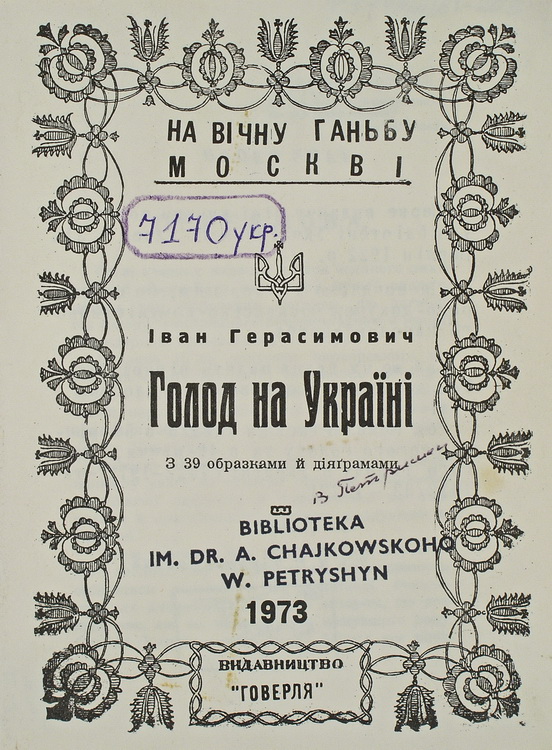 НА ВІЧНУ ГАНЬБУ
МОСКВІ
7170 укр.
Іван Герасимович
Голод на Україні
З 39 образками й діяґрамами
BIBLIOTEKA
IM. DR. A. CHAJKOWSKOHO
W. PETRYSHYN
1973
ВИДАВНИЦТВО
"ГОВЕРЛЯ"